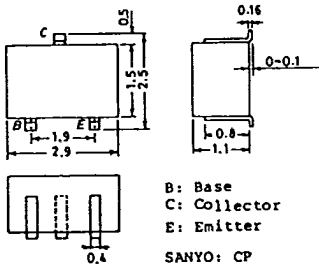 C
0.5
1.5
2.5
B
E
1.9
2.9
0.16
0~0.1
0.8
1.1
0.4
B: Base
C: Collector
E: Emitter
SANYO: CP